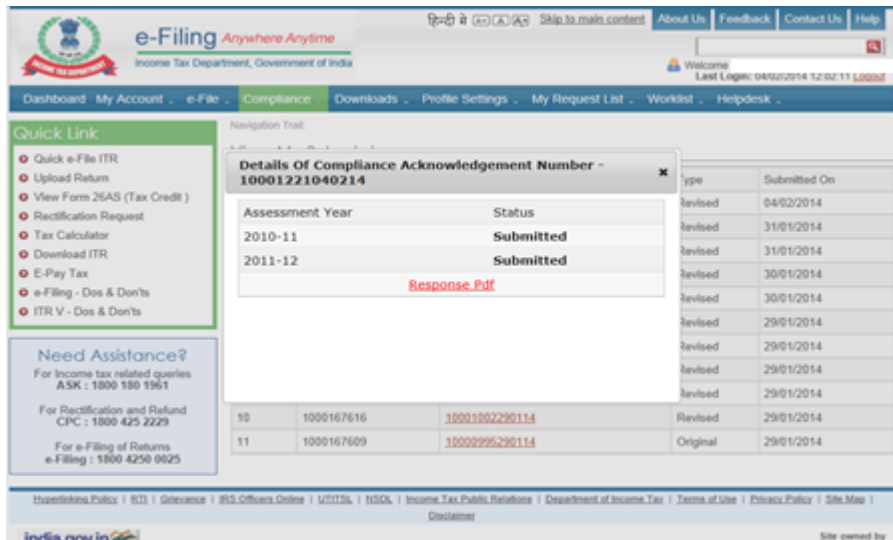 हिन्दी में A- A A+ Skip to main content About Us Feedback Contact Us Help
e-Filing Anywhere Anytime
Income Tax Department, Government of India
Welcome
Last Login: 04/02/2014 12:02:11 Logout
Dashboard My Account e-File Compliance Downloads Profile Settings My Request List Worklist Helpdesk
Quick Link
Quick e-File ITR
Upload Return
View Form 26AS (Tax Credit )
Rectification Request
Tax Calculator
Download ITR
E-Pay Tax
e-Filing - Dos & Don'ts
ITR V - Dos & Don'ts
Need Assistance?
For Income tax related queries
ASK : 1800 180 1961
For Rectification and Refund
CPC : 1800 425 2229
For e-Filing of Returns
e-Filing : 1800 4250 0025
Navigation Trail:
Details Of Compliance Acknowledgement Number -
10001221040214
Assessment Year Status
2010-11 Submitted
2011-12 Submitted
Response Pdf
Type Submitted On
Revised 04/02/2014
Revised 31/01/2014
Revised 31/01/2014
Revised 30/01/2014
Revised 30/01/2014
Revised 29/01/2014
Revised 29/01/2014
Revised 29/01/2014
Revised 29/01/2014
10 1000167616 10001002290114 Revised 29/01/2014
11 1000167609 10000995290114 Original 29/01/2014
Hyperlinking Policy | RTI | Grievance | IRS Officers Online | UTITSL | NSDL | Income Tax Public Relations | Department of Income Tax | Terms of Use | Privacy Policy | Site Map |
Disclaimer
india.gov.in Site owned by